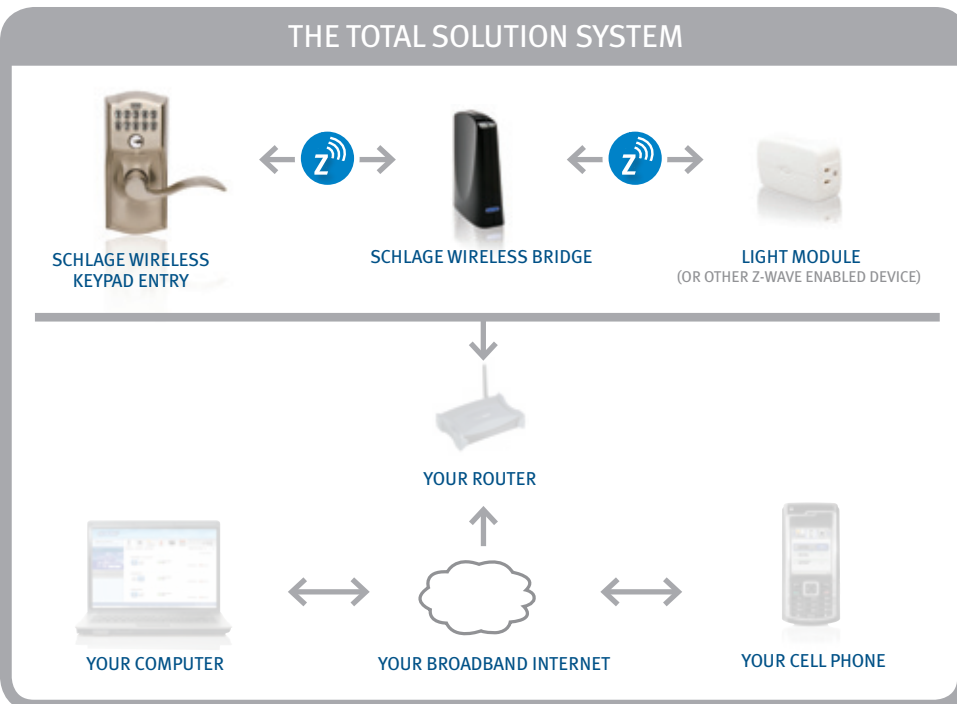 THE TOTAL SOLUTION SYSTEM
Z
Z
SCHLAGE WIRELESS
KEYPAD ENTRY
SCHLAGE WIRELESS BRIDGE
LIGHT MODULE
(OR OTHER Z-WAVE ENABLED DEVICE)
YOUR ROUTER
YOUR COMPUTER
YOUR BROADBAND INTERNET
YOUR CELL PHONE